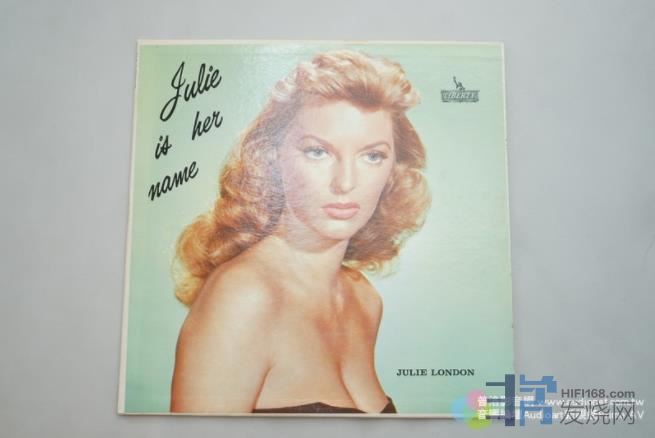 Julie
is her
name
LIBERTY
JULIE LONDON
HIFI168.com
发烧网